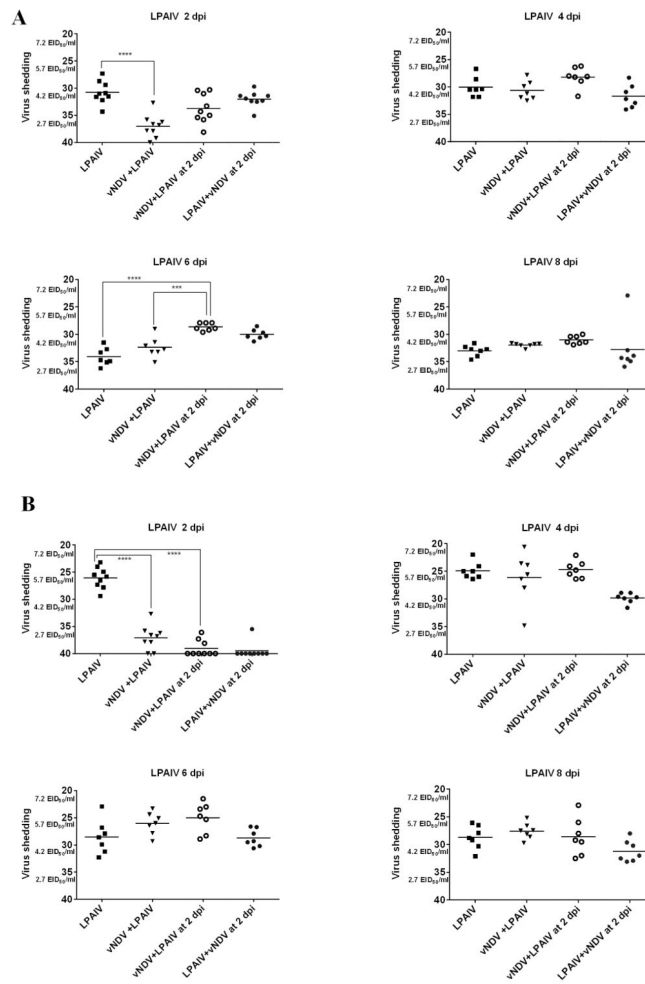 A
LPAIV 2 dpi
7.2 EID50/ml
5.7 EID50/ml
4.2 EID50/ml
2.7 EID50/ml
Virus shedding
20
25
30
35
40
****
LPAIV
vNDV +LPAIV
vNDV+LPAIV at 2 dpi
LPAIV+vNDV at 2 dpi
LPAIV 4 dpi
7.2 EID50/ml
5.7 EID50/ml
4.2 EID50/ml
2.7 EID50/ml
Virus shedding
20
25
30
35
40
LPAIV
vNDV +LPAIV
vNDV+LPAIV at 2 dpi
LPAIV+vNDV at 2 dpi
LPAIV 6 dpi
7.2 EID50/ml
5.7 EID50/ml
4.2 EID50/ml
2.7 EID50/ml
Virus shedding
20
25
30
35
40
****
***
LPAIV
vNDV +LPAIV
vNDV+LPAIV at 2 dpi
LPAIV+vNDV at 2 dpi
LPAIV 8 dpi
7.2 EID50/ml
5.7 EID50/ml
4.2 EID50/ml
2.7 EID50/ml
Virus shedding
20
25
30
35
40
LPAIV
vNDV +LPAIV
vNDV+LPAIV at 2 dpi
LPAIV+vNDV at 2 dpi
B
LPAIV 2 dpi
7.2 EID50/ml
5.7 EID50/ml
4.2 EID50/ml
2.7 EID50/ml
Virus shedding
20
25
30
35
40
****
****
LPAIV
vNDV +LPAIV
vNDV+LPAIV at 2 dpi
LPAIV+vNDV at 2 dpi
LPAIV 4 dpi
7.2 EID50/ml
5.7 EID50/ml
4.2 EID50/ml
2.7 EID50/ml
Virus shedding
20
25
30
35
40
LPAIV
vNDV +LPAIV
vNDV+LPAIV at 2 dpi
LPAIV+vNDV at 2 dpi
LPAIV 6 dpi
7.2 EID50/ml
5.7 EID50/ml
4.2 EID50/ml
2.7 EID50/ml
Virus shedding
20
25
30
35
40
LPAIV
vNDV +LPAIV
vNDV+LPAIV at 2 dpi
LPAIV+vNDV at 2 dpi
LPAIV 8 dpi
7.2 EID50/ml
5.7 EID50/ml
4.2 EID50/ml
2.7 EID50/ml
Virus shedding
20
25
30
35
40
LPAIV
vNDV +LPAIV
vNDV+LPAIV at 2 dpi
LPAIV+vNDV at 2 dpi